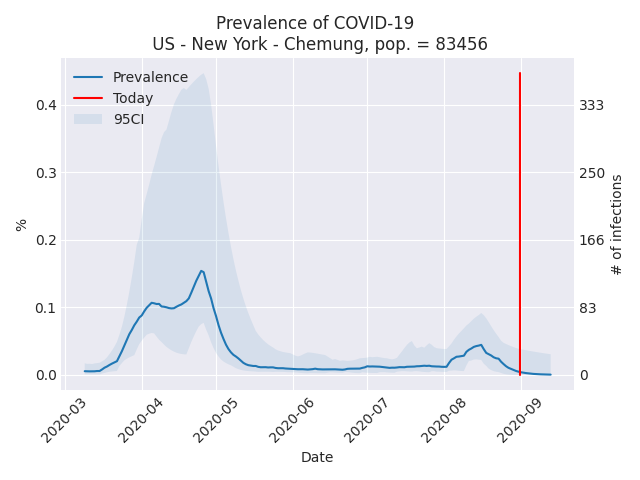 Prevalence of COVID-19
US - New York - Chemung, pop. = 83456
Prevalence
Today
95CI
0.4
0.3
0.2
0.1
0.0
%
333
250
166
83
0
# of infections
2020-03
2020-04
2020-05
2020-06
2020-07
2020-08
2020-09
Date